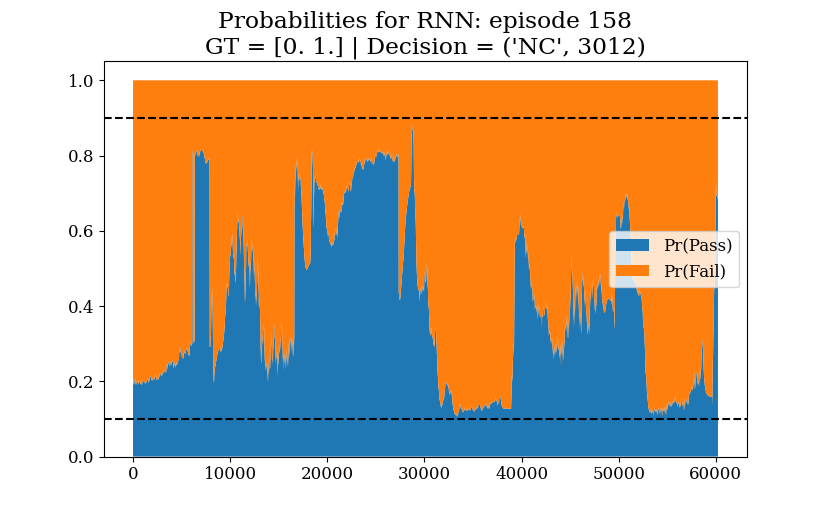 Probabilities for RNN: episode 158
GT = [0. 1.] | Decision = ('NC', 3012)
1.0
0.8
0.6
0.4
0.2
0.0
Pr(Pass)
Pr(Fail)
0 10000 20000 30000 40000 50000 60000